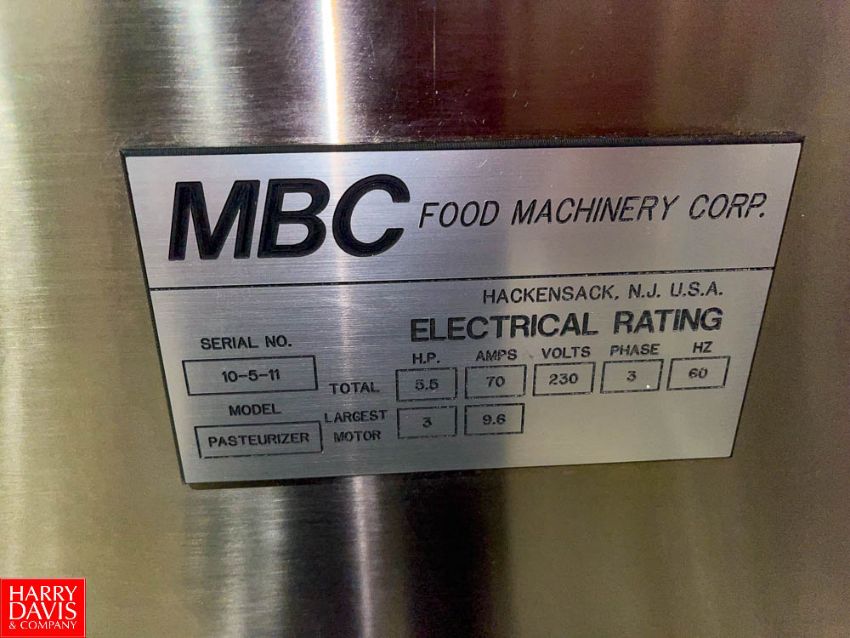 MBC FOOD MACHINERY CORP.
HACKENSACK, N.J. U.S.A.
ELECTRICAL RATING
SERIAL NO. H.P. AMPS VOLTS PHASE HZ
10-5-11 TOTAL 5.5 70 230 3 60
MODEL LARGEST
PASTEURIZER MOTOR 3 9.6
HARRY
DAVIS
& COMPANY